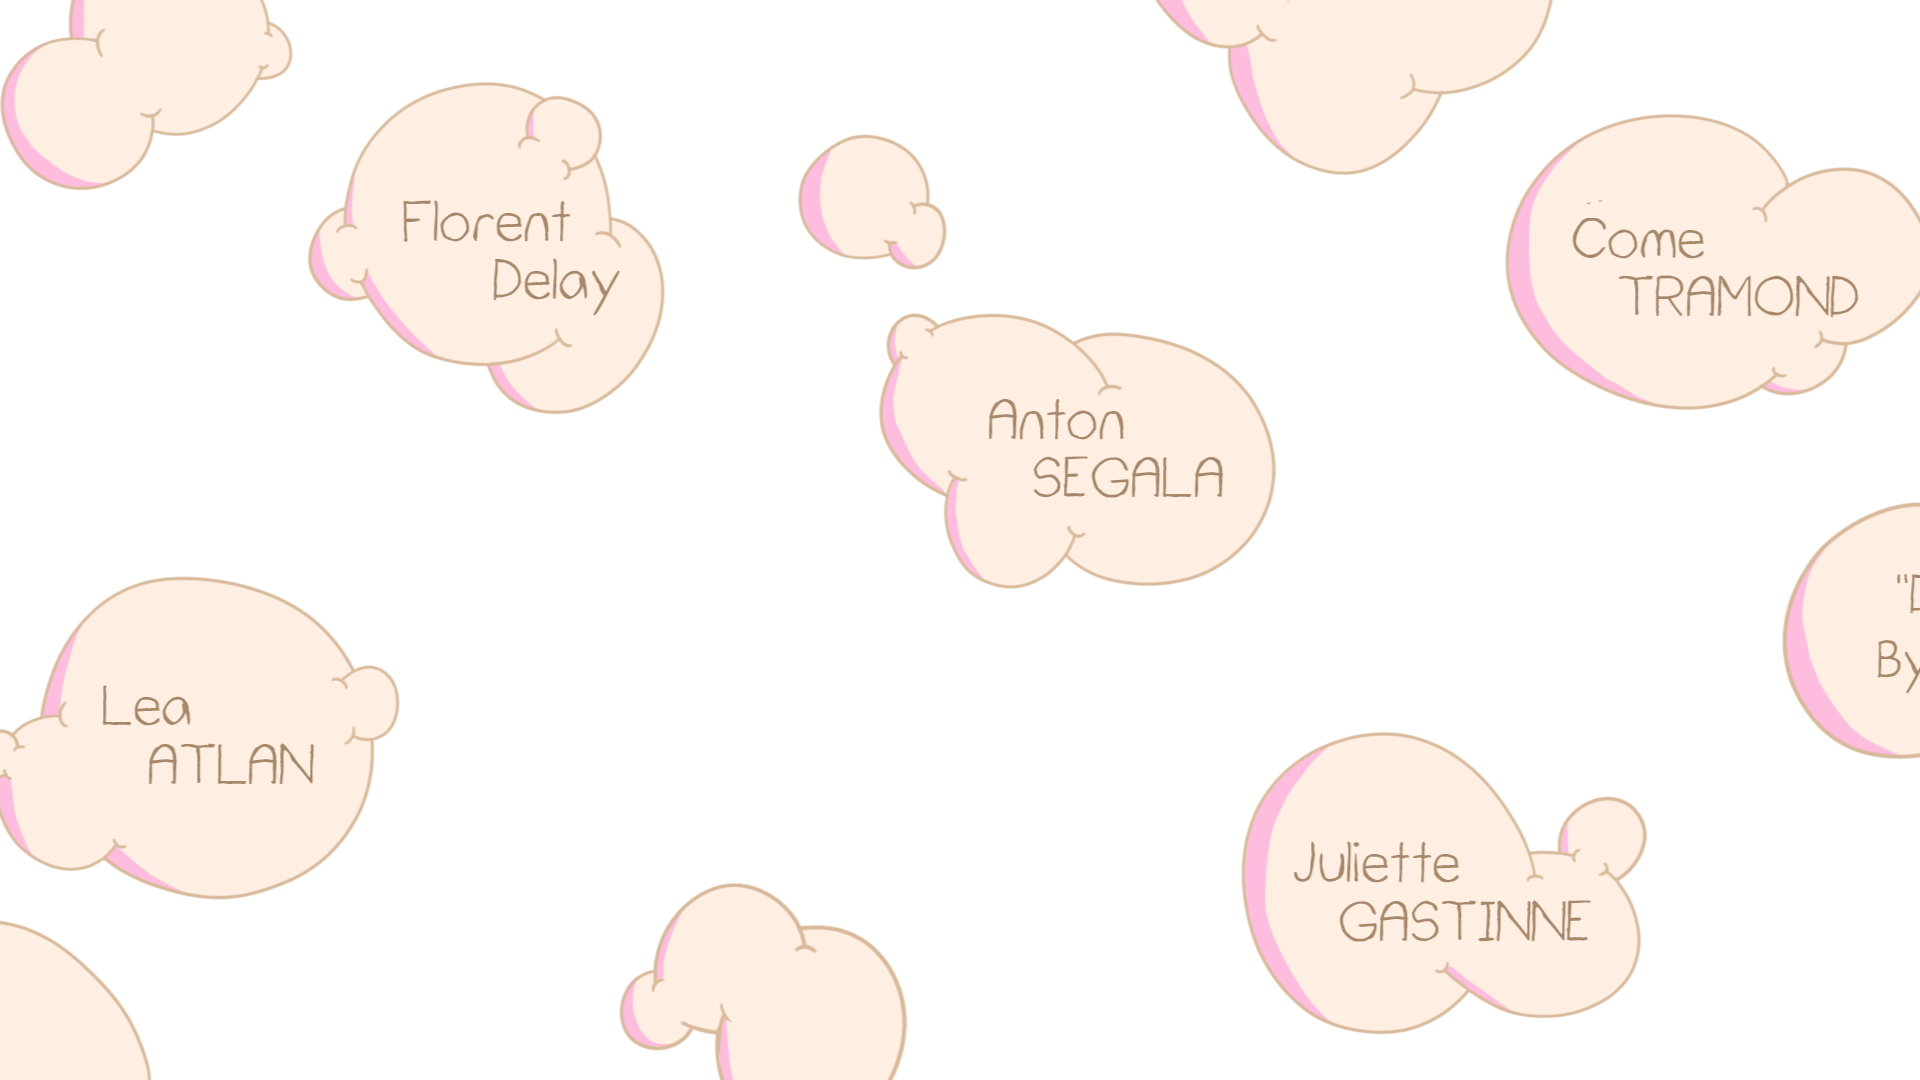 Florent
Delay
Come
TRAMOND
Anton
SEGALA
Lea
ATLAN
Juliette
GASTINNE